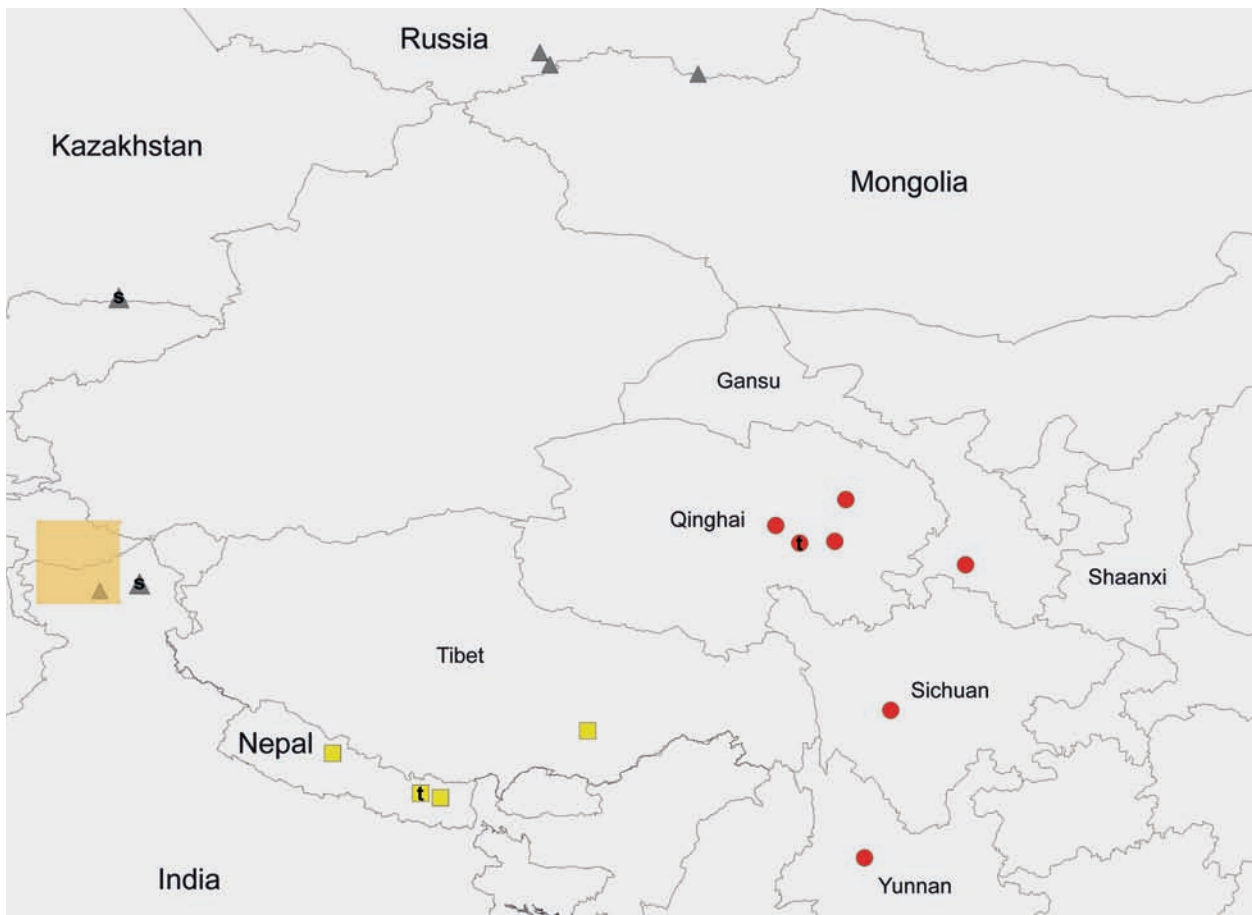 Russia
Kazakhstan
Mongolia
s
Gansu
Qinghai
t
s
Shaanxi
Tibet
Sichuan
Nepal
t
India
Yunnan